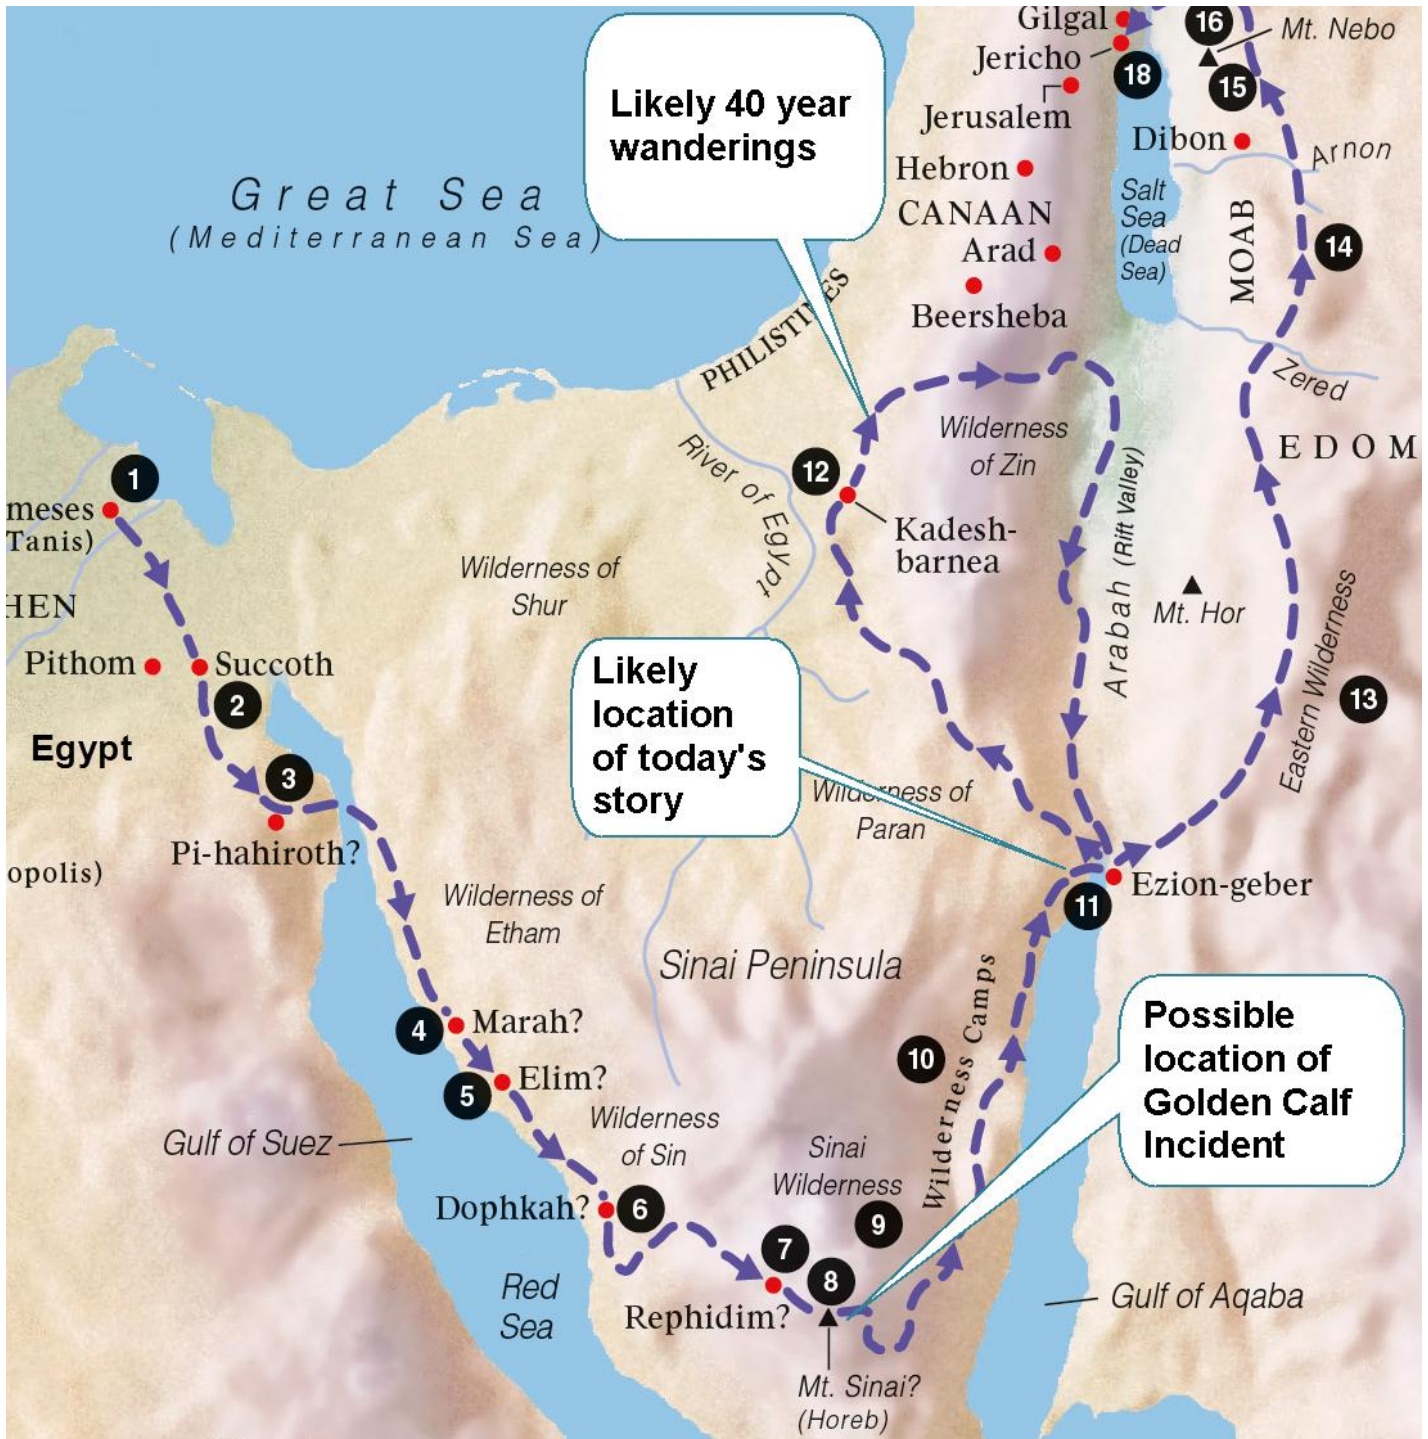 Gilgal
16
Mt. Nebo
Jericho
18
15
Likely 40 year
wanderings
Jerusalem
Dibon
Arnon
Hebron
Great Sea
(Mediterranean Sea)
CANAAN
Salt
Sea
(Dead
Sea)
MOAB
14
Arad
Beersheba
PHILISTINES
Zered
Wilderness
of Zin
EDOM
River of Egypt
12
1
meses
Tanis)
Kadesh-
barnea
Arabah (Rift Valley)
Wilderness of
Shur
Mt. Hor
HEN
Pithom
Succoth
2
Likely
location
of today's
story
Eastern Wilderness
13
Egypt
3
Wilderness of
Paran
Pi-hahiroth?
opolis)
Ezion-geber
11
Wilderness of
Etham
Sinai Peninsula
Wilderness Camps
Possible
location of
Golden Calf
Incident
4
Marah?
10
5
Elim?
Wilderness
of Sin
Gulf of Suez
Sinai
Wilderness
Dophkah?
6
9
7
8
Red
Sea
Rephidim?
Gulf of Aqaba
Mt. Sinai?
(Horeb)